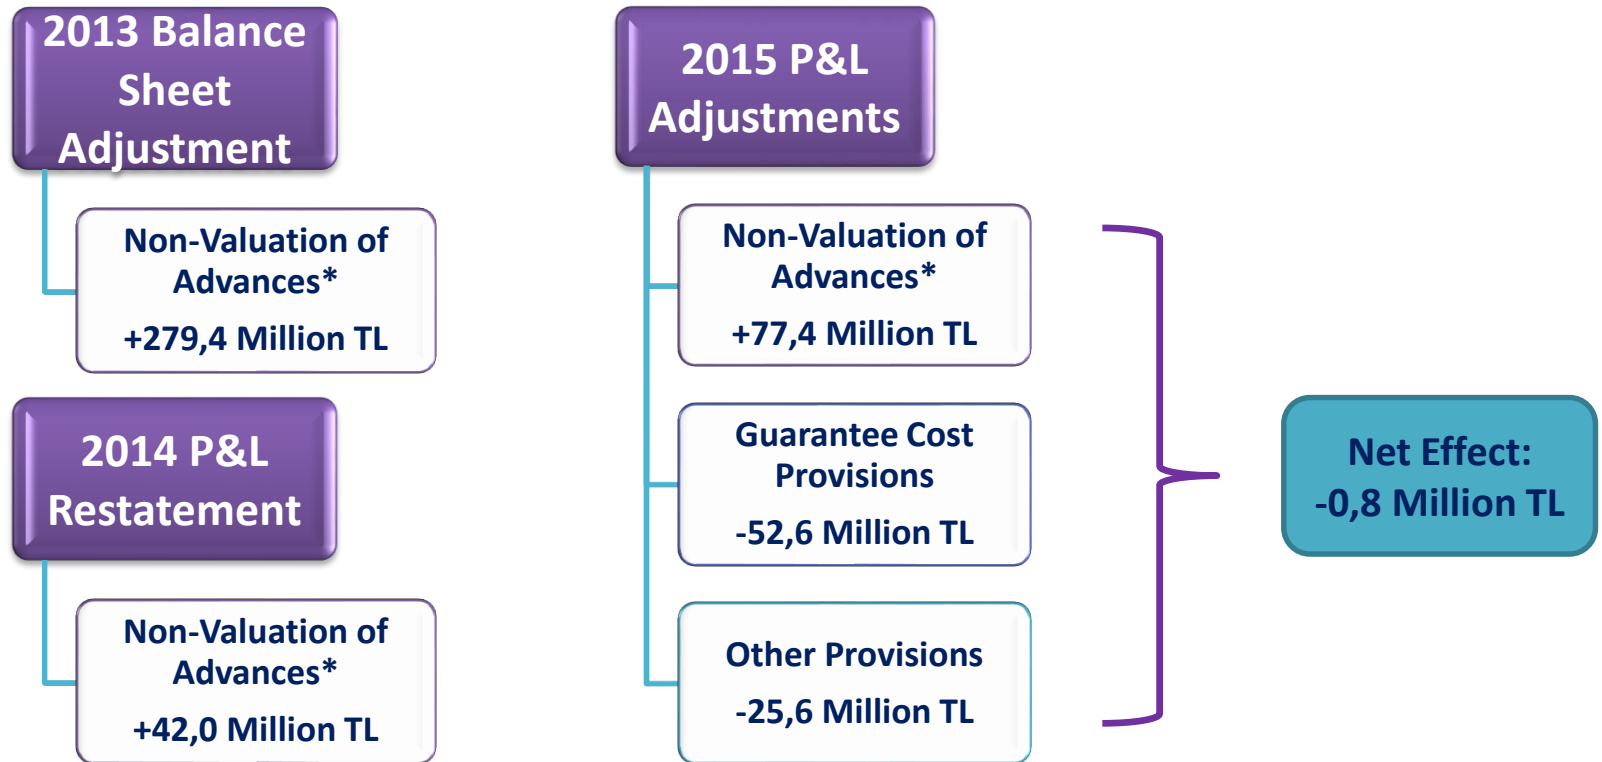 2013 Balance
Sheet
Adjustment
Non-Valuation of
Advances*
+279,4 Million TL
2014 P&L
Restatement
Non-Valuation of
Advances*
+42,0 Million TL
2015 P&L
Adjustments
Non-Valuation of
Advances*
+77,4 Million TL
Guarantee Cost
Provisions
-52,6 Million TL
Other Provisions
-25,6 Million TL
Net Effect:
-0,8 Million TL